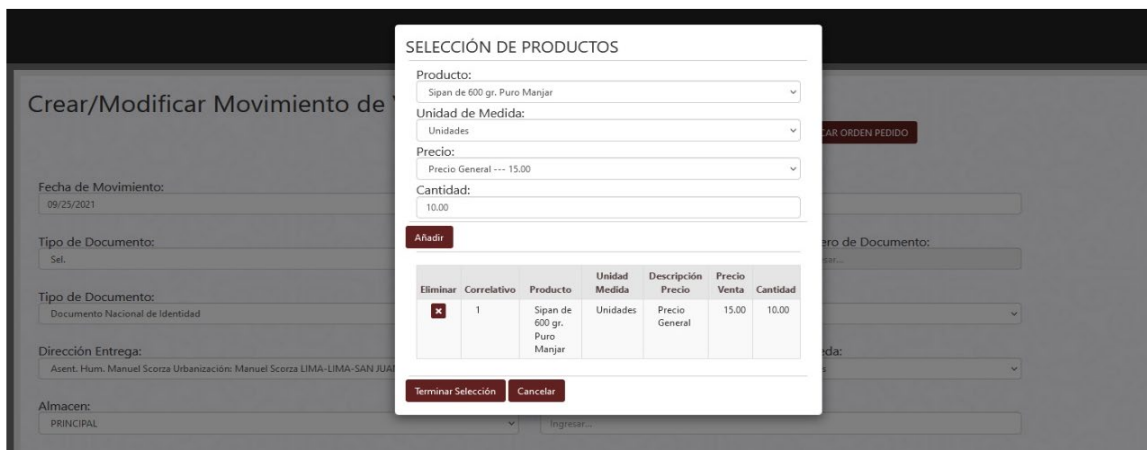 SELECCIÓN DE PRODUCTOS
Producto:
Sipan de 600 gr. Puro Manjar
Unidad de Medida:
Unidades
Precio:
Precio General --- 15.00
Cantidad:
10.00
Añadir
Eliminar Correlativo Producto Unidad Medida Descripción Precio Precio Venta Cantidad
1 Sipan de 600 gr. Puro Manjar Unidades Precio General 15.00 10.00
Terminar Selección Cancelar
Crear/Modificar Movimiento de
CAR ORDEN PEDIDO
Fecha de Movimiento:
09/25/2021
Tipo de Documento:
ero de Documento:
Sel.
Tipo de Documento:
Documento Nacional de Identidad
Dirección Entrega:
da:
Asent. Hum. Manuel Scorza Urbanización: Manuel Scorza LIMA-LIMA-SAN JUA
Almacen:
PRINCIPAL
Ingresar...